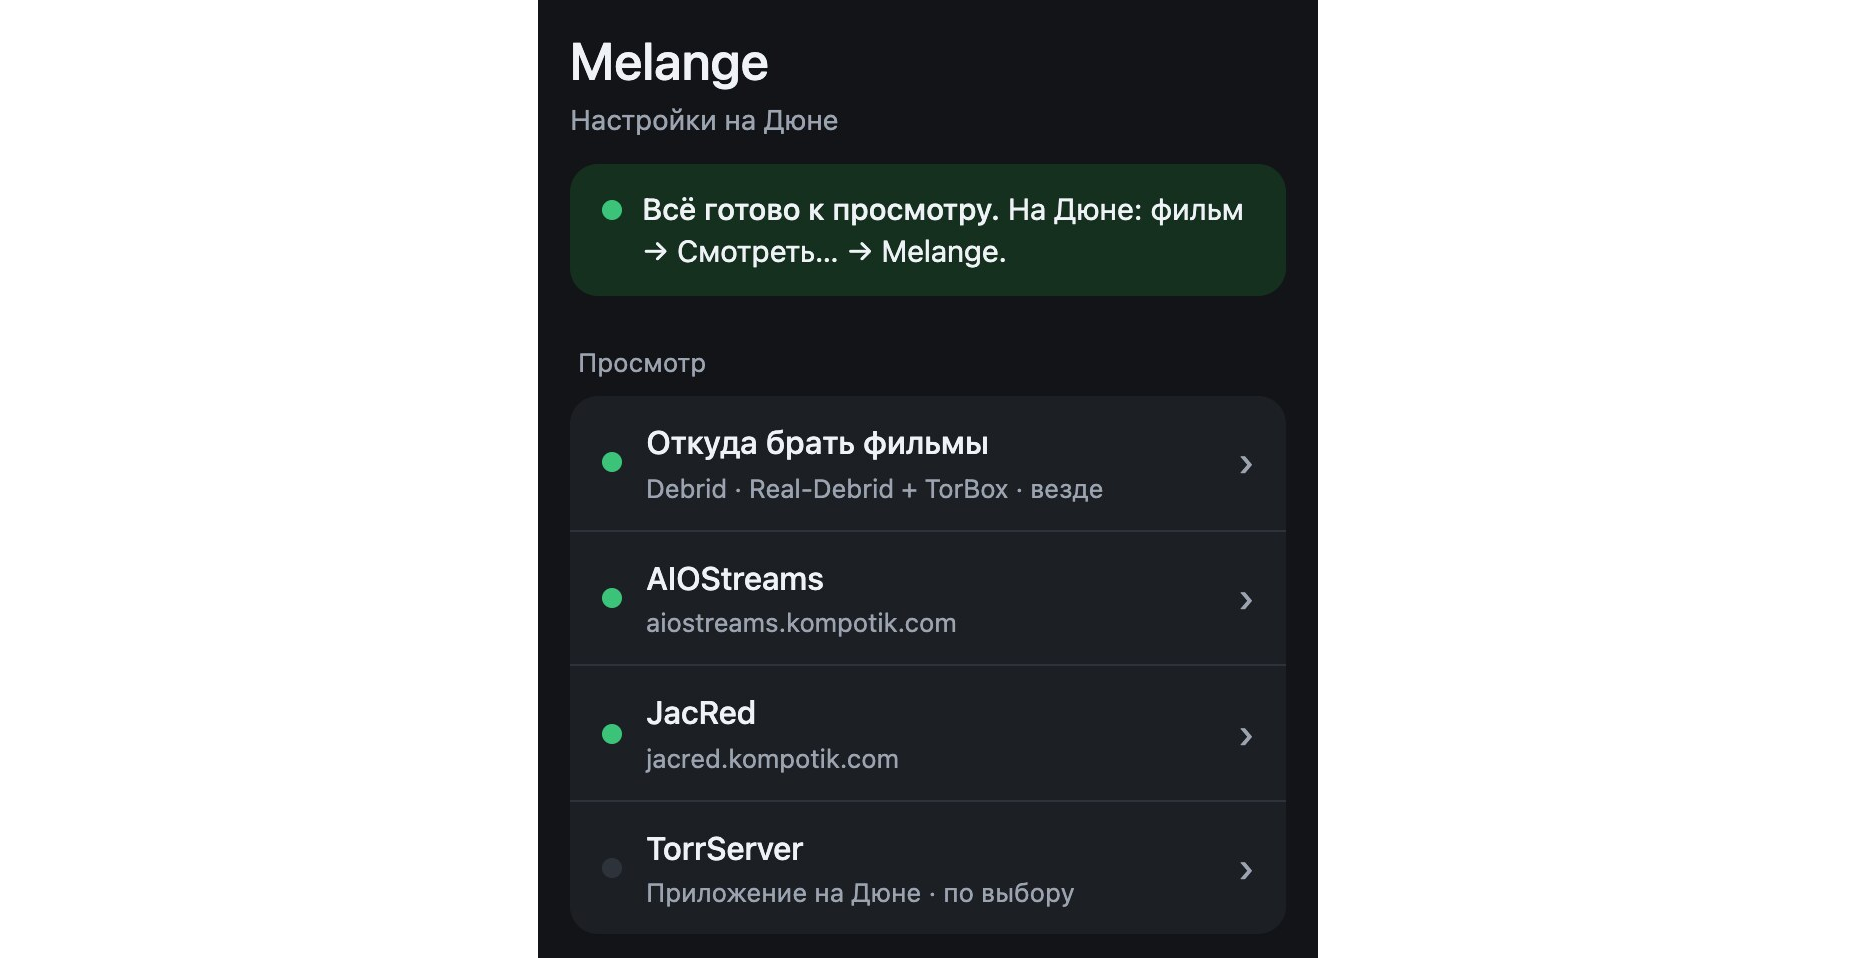 Melange
Настройки на Дюне
Всё готово к просмотру. На Дюне: фильм
→ Смотреть... → Melange.
Просмотр
Откуда брать фильмы
Debrid · Real-Debrid + TorBox · везде
AIOStreams
aiostreams.kompotik.com
JacRed
jacred.kompotik.com
TorrServer
Приложение на Дюне · по выбору